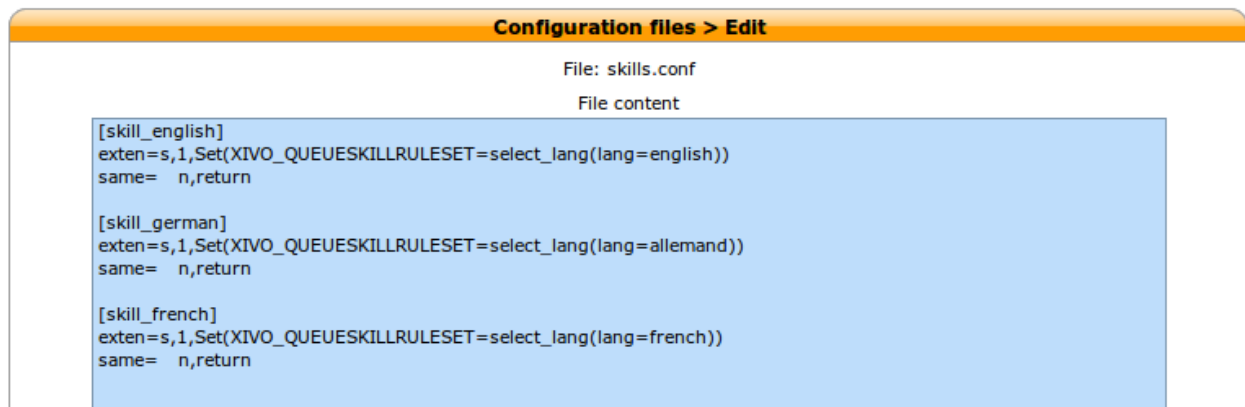 Configuration files > Edit
File: skills.conf
File content
[skill_english]
exten=s,1,Set(XIVO_QUEUESKILLRULESET=select_lang(lang=english))
same=   n,return
[skill_german]
exten=s,1,Set(XIVO_QUEUESKILLRULESET=select_lang(lang=allemand))
same=   n,return
[skill_french]
exten=s,1,Set(XIVO_QUEUESKILLRULESET=select_lang(lang=french))
same=   n,return